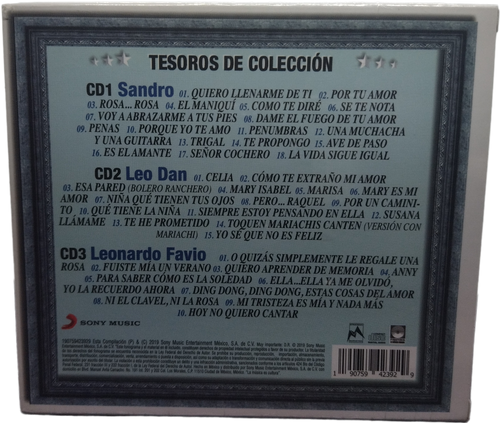 TESOROS DE COLECCIÓN
CD1 Sandro 01. QUIERO LLENARME DE TI 02. POR TU AMOR
03. ROSA... ROSA 04. EL MANIQUÍ 05. COMO TE DIRÉ 06. SE TE NOTA
07. VOY A ABRAZARME A TUS PIES 08. DAME EL FUEGO DE TU AMOR
09. PENAS 10. PORQUE YO TE AMO 11. PENUMBRAS 12. UNA MUCHACHA
Y UNA GUITARRA 13. TRIGAL 14. TE PROPONGO 15. AVE DE PASO
16. ES EL AMANTE 17. SEÑOR COCHERO 18. LA VIDA SIGUE IGUAL
CD2 Leo Dan 01. CELIA 02. CÓMO TE EXTRAÑO MI AMOR
03. ESA PARED (BOLERO RANCHERO) 04. MARY ISABEL 05. MARISA 06. MARY ES MI
AMOR 07. NIÑA QUÉ TIENEN TUS OJOS 08. PERO... RAQUEL 09. POR UN CAMINI-
TO 10. QUÉ TIENE LA NIÑA 11. SIEMPRE ESTOY PENSANDO EN ELLA 12. SUSANA
LLÁMAME 13. TE HE PROMETIDO 14. TOQUEN MARIACHIS CANTEN (VERSIÓN CON
MARIACHI) 15. YO SÉ QUE NO ES FELIZ
CD3 Leonardo Favio 01. O QUIZÁS SIMPLEMENTE LE REGALE UNA
ROSA 02. FUISTE MÍA UN VERANO 03. QUIERO APRENDER DE MEMORIA 04. ANNY
05. PARA SABER CÓMO ES LA SOLEDAD 06. ELLA... ELLA YA ME OLVIDÓ,
YO LA RECUERDO AHORA 07. DING DONG, DING DONG, ESTAS COSAS DEL AMOR
08. NI EL CLAVEL, NI LA ROSA 09. MI TRISTEZA ES MÍA Y NADA MÁS
10. HOY NO QUIERO CANTAR
SONY MUSIC
1 90759 42392 9